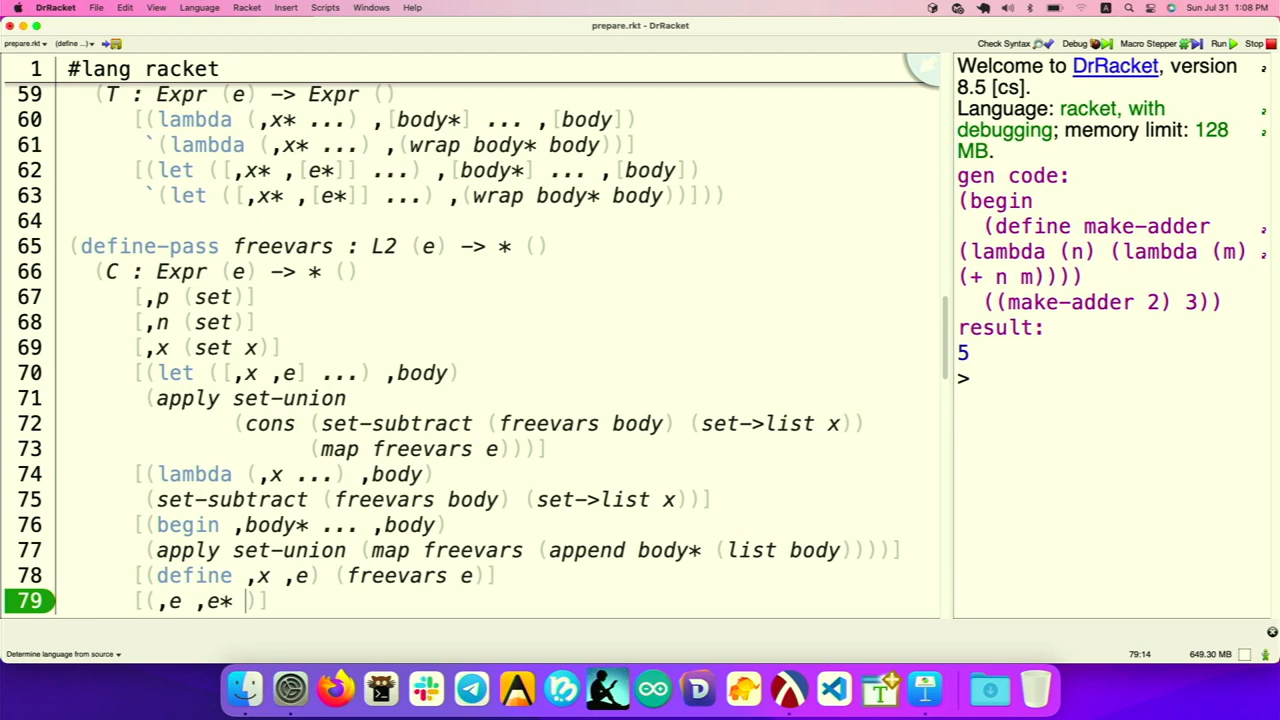 DrRacket File Edit View Language Racket Insert Scripts Windows Help Sun Jul 31 1:08 PM
prepare.rkt - DrRacket
prepare.rkt (define ...) Check Syntax Debug Macro Stepper Run Stop
1 #lang racket
59 (T : Expr (e) -> Expr ()
60 [(lambda (,x* ...) ,[body*] ... ,[body])
61 `(lambda (,x* ...) ,(wrap body* body))]
62 [(let ([,x* ,[e*]] ...) ,[body*] ... ,[body])
63 `(let ([,x* ,[e*]] ...) ,(wrap body* body))]))
64
65 (define-pass freevars : L2 (e) -> * ()
66 (C : Expr (e) -> * ()
67 [,p (set)]
68 [,n (set)]
69 [,x (set x)]
70 [(let ([,x ,e] ...) ,body)
71 (apply set-union
72 (cons (set-subtract (freevars body) (set->list x))
73 (map freevars e)))]
74 [(lambda (,x ...) ,body)
75 (set-subtract (freevars body) (set->list x))]
76 [(begin ,body* ... ,body)
77 (apply set-union (map freevars (append body* (list body))))]
78 [(define ,x ,e) (freevars e)]
79 [(,e ,e* )]
Welcome to DrRacket, version
8.5 [cs].
Language: racket, with
debugging; memory limit: 128
MB.
gen code:
(begin
(define make-adder
(lambda (n) (lambda (m)
(+ n m))))
((make-adder 2) 3))
result:
5
>
Determine language from source 79:14 649.30 MB